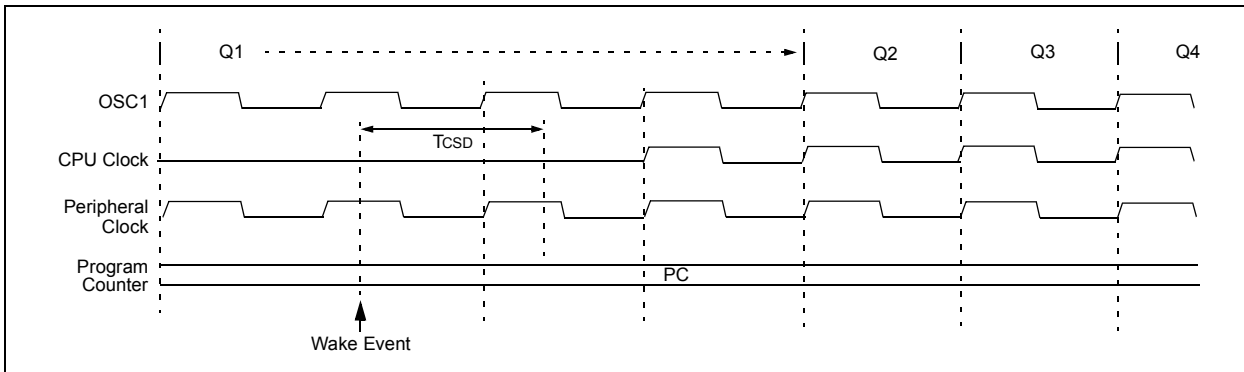 Q1
Q2
Q3
Q4
OSC1
TCSD
CPU Clock
Peripheral
Clock
Program
Counter
PC
Wake Event